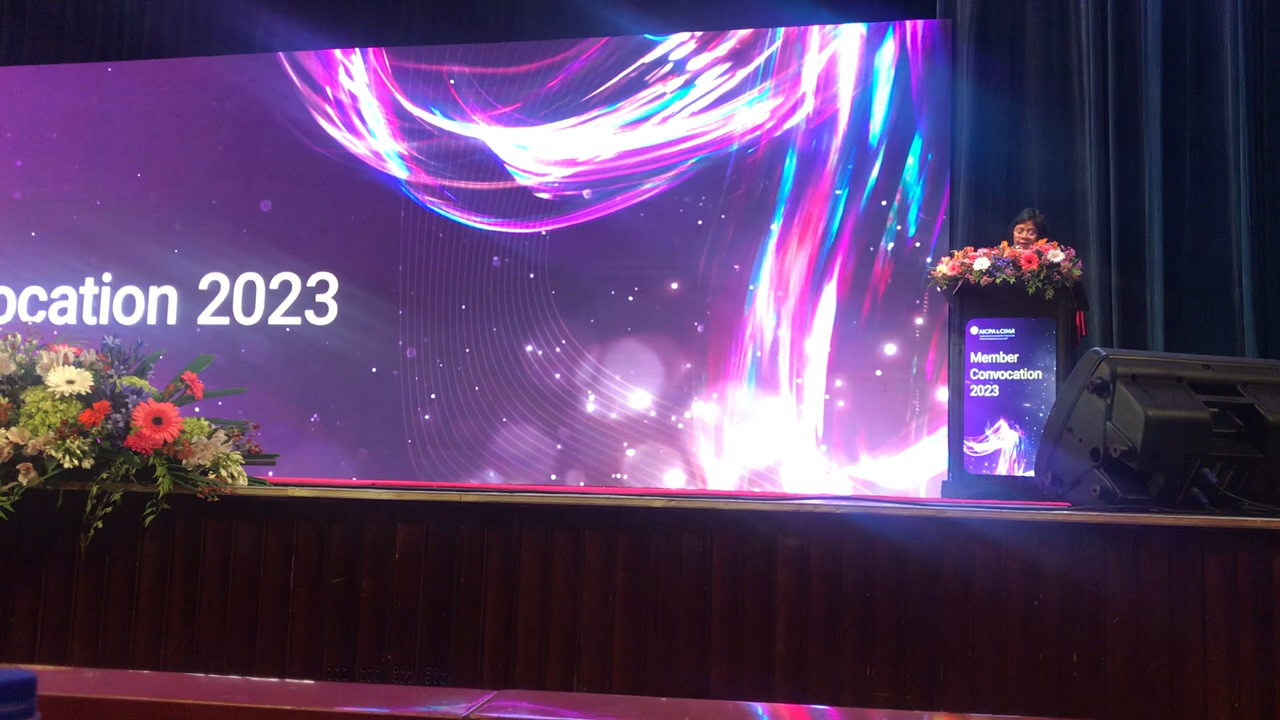 ocation 2023
AICPA & CIMA
Member
Convocation
2023